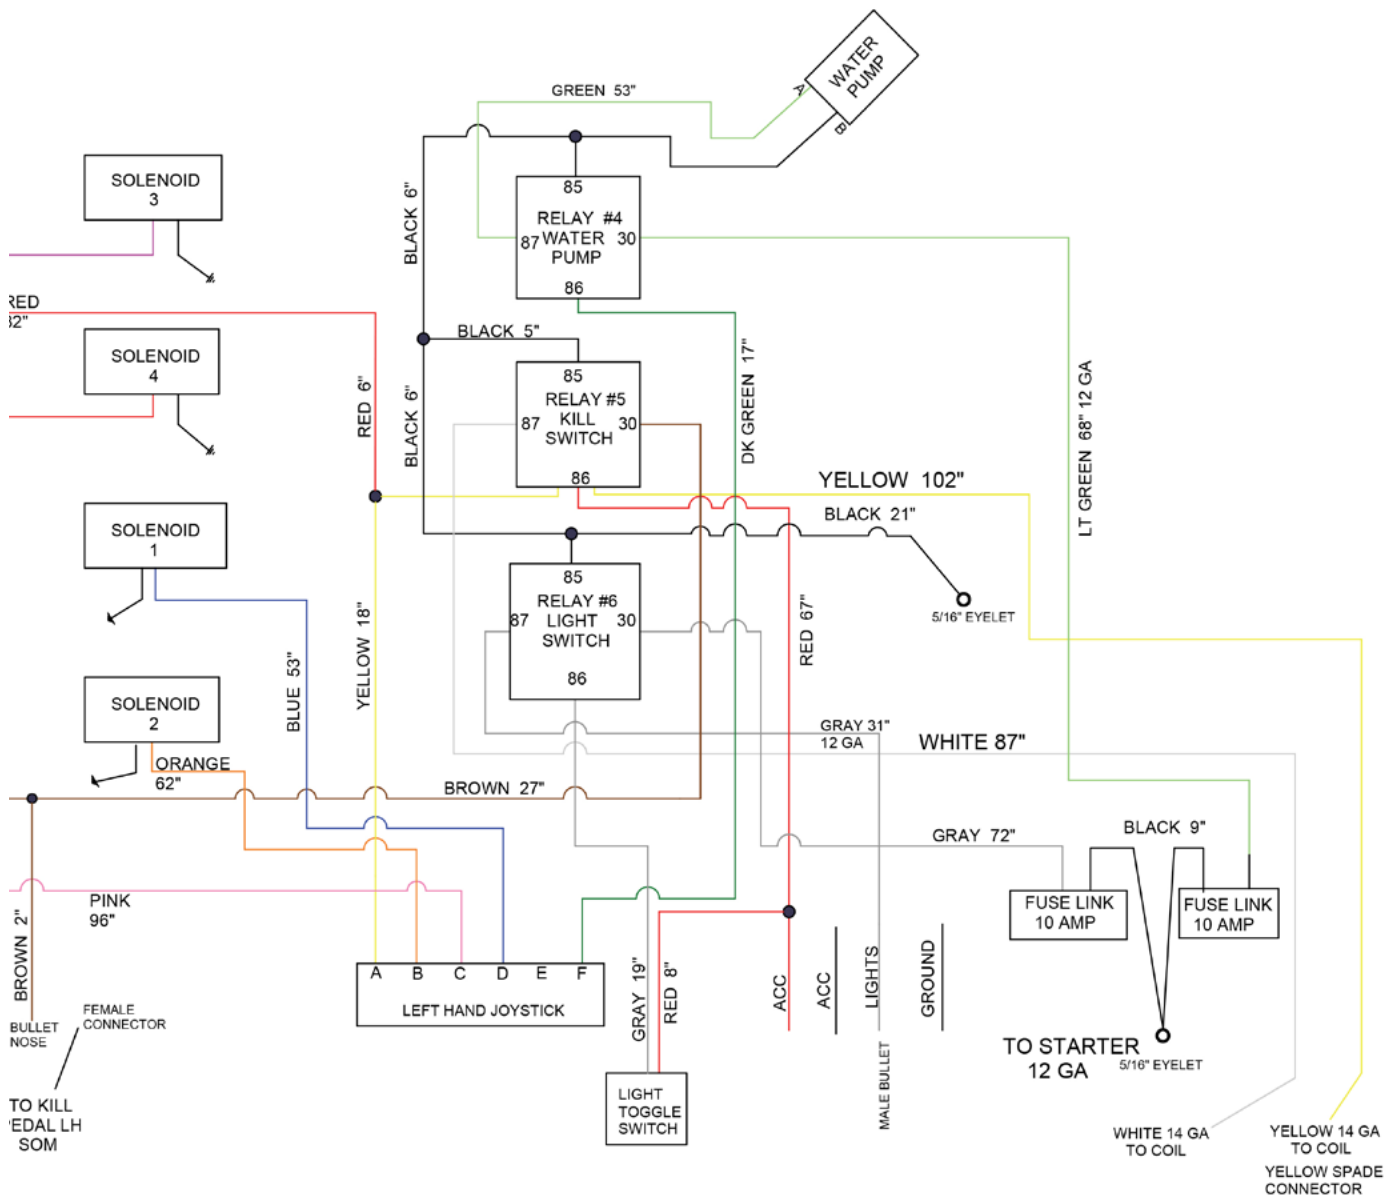 WATER
PUMP
A
B
GREEN 53"
SOLENOID
3
BLACK 6"
85
RELAY #4
87 WATER 30
PUMP
86
RED
32"
SOLENOID
4
BLACK 5"
RED 6"
BLACK 6"
85
RELAY #5
87 KILL 30
SWITCH
86
DK GREEN 17"
LT GREEN 68" 12 GA
YELLOW 102"
BLACK 21"
SOLENOID
1
85
RELAY #6
87 LIGHT 30
SWITCH
86
5/16" EYELET
YELLOW 18"
BLUE 53"
RED 67"
SOLENOID
2
ORANGE
62"
GRAY 31"
12 GA
WHITE 87"
BROWN 27"
GRAY 72"
BLACK 9"
PINK
96"
BROWN 2"
FUSE LINK
10 AMP
FUSE LINK
10 AMP
A B C D E F
LEFT HAND JOYSTICK
GRAY 19"
RED 8"
ACC
ACC
LIGHTS
GROUND
BULLET
NOSE
FEMALE
CONNECTOR
TO STARTER
12 GA
5/16" EYELET
MALE BULLET
LIGHT
TOGGLE
SWITCH
TO KILL
PEDAL LH
SOM
WHITE 14 GA
TO COIL
YELLOW 14 GA
TO COIL
YELLOW SPADE
CONNECTOR